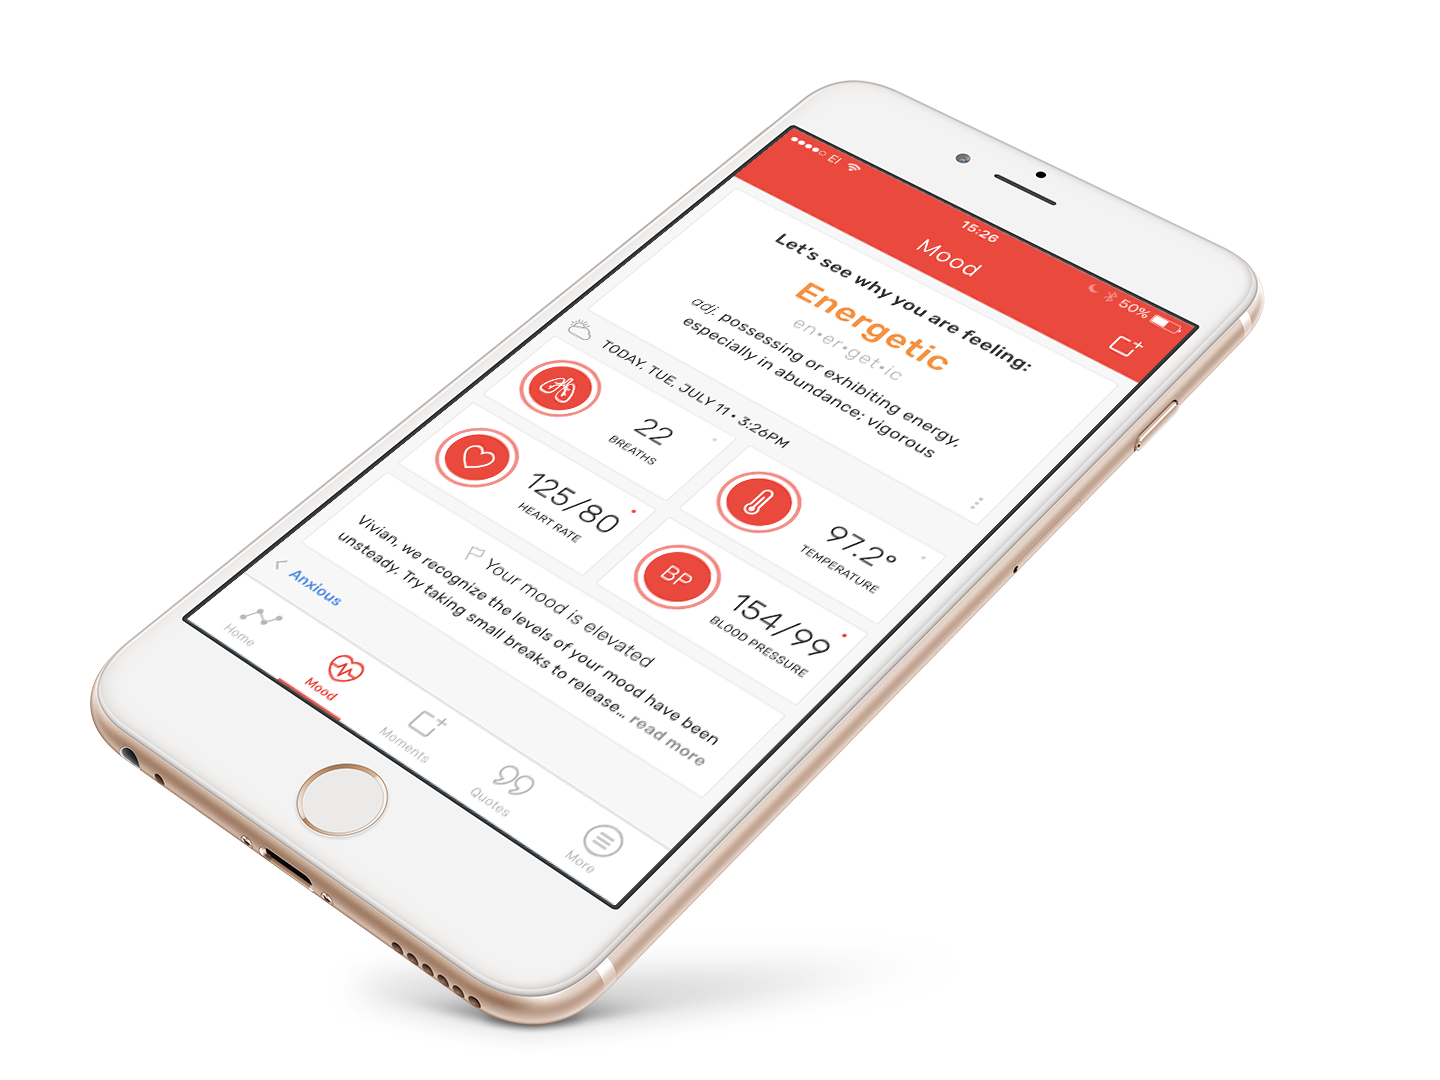 EI
15:26
50%
Mood
Let's see why you are feeling:
Energetic
en•er•get•ic
adj. possessing or exhibiting energy,
especially in abundance; vigorous
TODAY, TUE, JULY 11 • 3:26PM
22
BREATHS
97.2°
TEMPERATURE
125/80
HEART RATE
BP
154/99
BLOOD PRESSURE
Your mood is elevated
Vivian, we recognize the levels of your mood have been
unsteady. Try taking small breaks to release... read more
Anxious
Home
Mood
Moments
Quotes
More